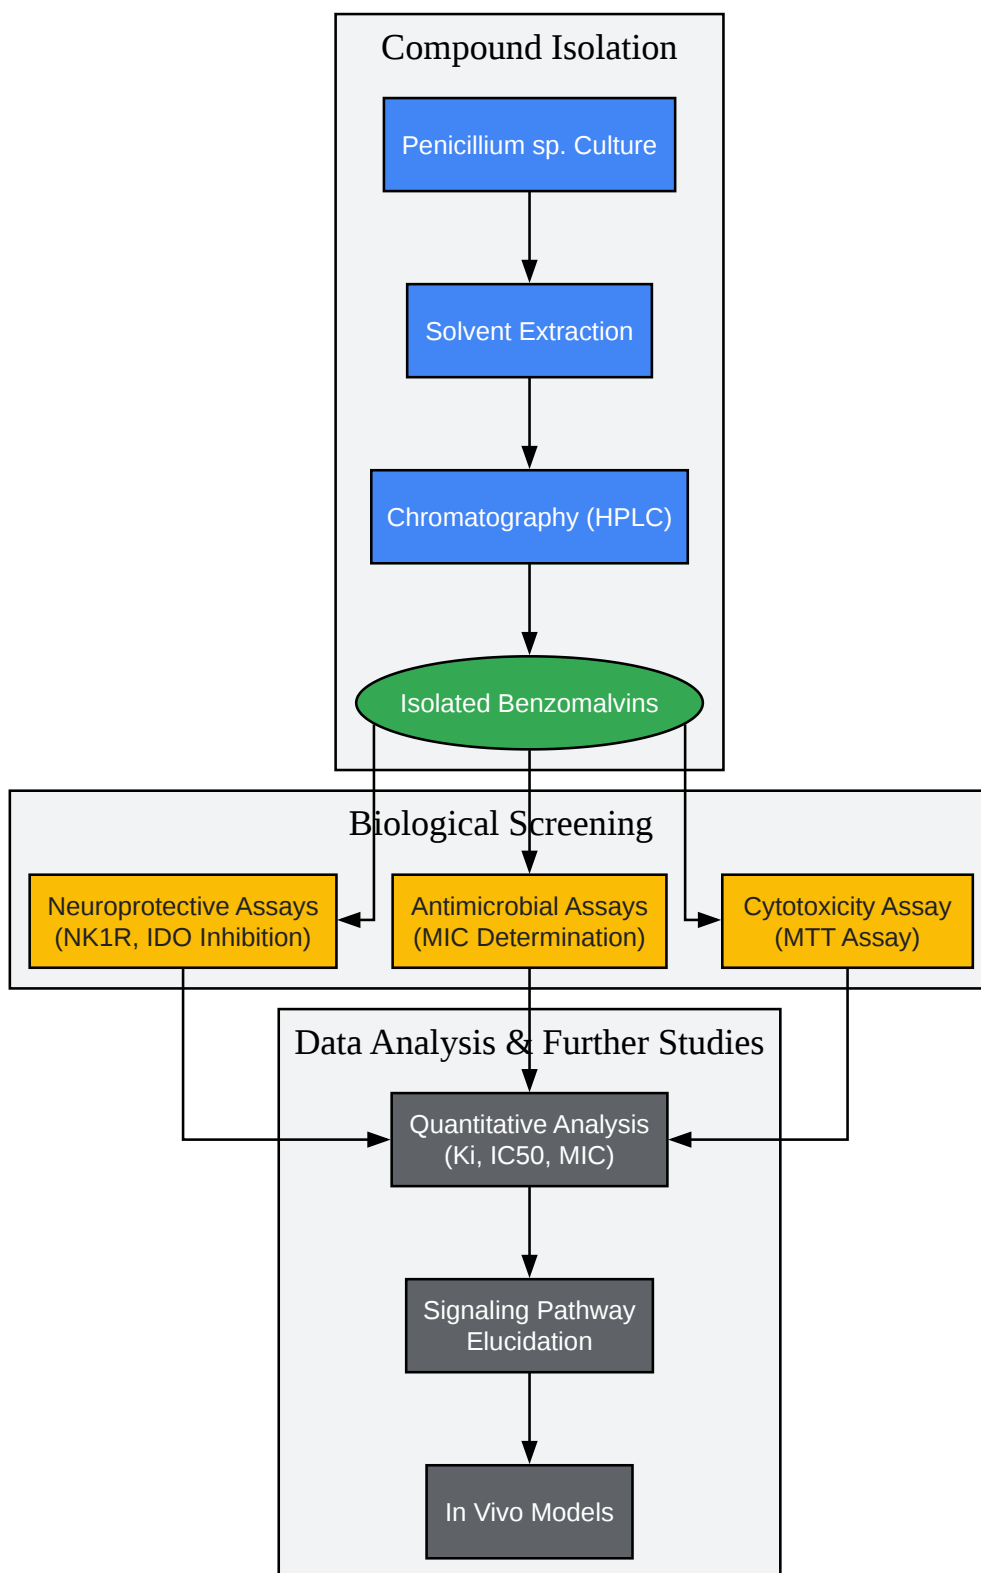 Compound Isolation
Penicillium sp. Culture
Solvent Extraction
Chromatography (HPLC)
Isolated Benzomalvins
Biological Screening
Neuroprotective Assays
(NK1R, IDO Inhibition)
Antimicrobial Assays
(MIC Determination)
Cytotoxicity Assay
(MTT Assay)
Data Analysis & Further Studies
Quantitative Analysis
(Ki, IC50, MIC)
Signaling Pathway
Elucidation
In Vivo Models